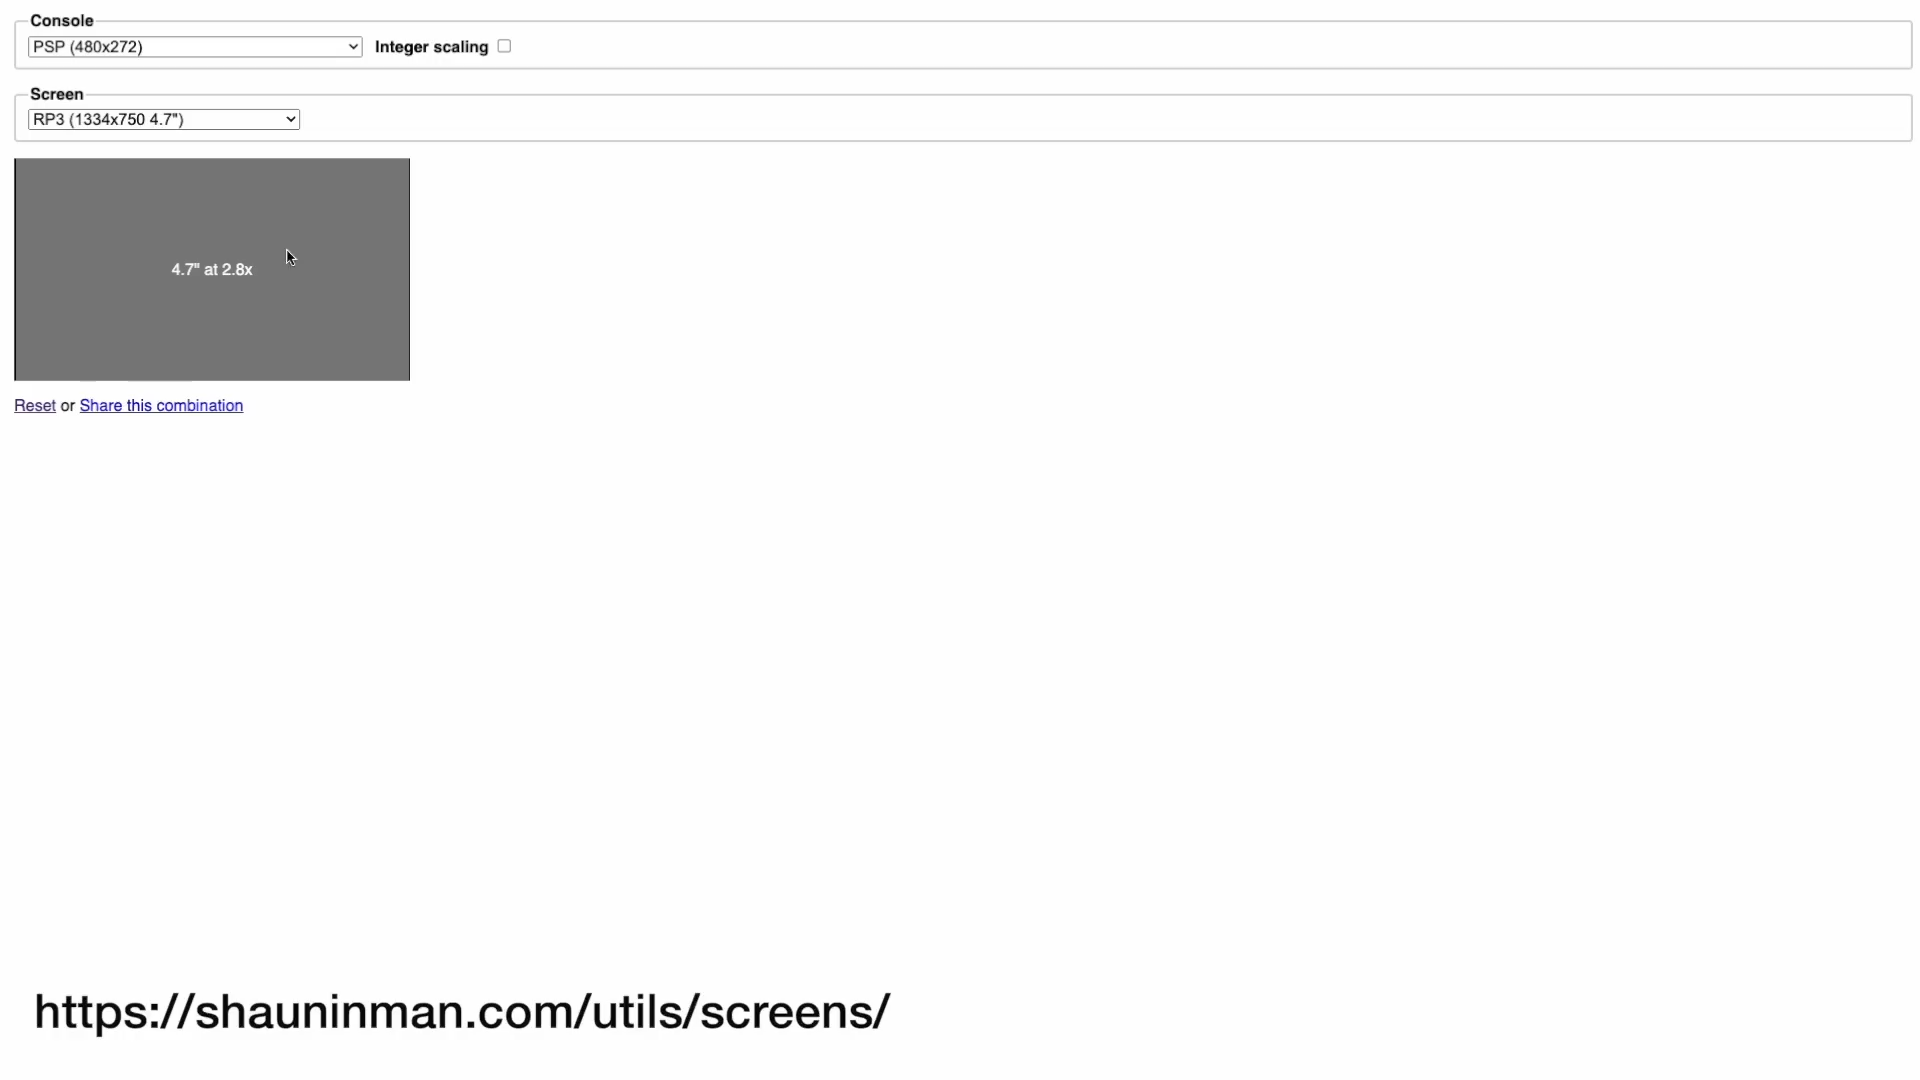 Console
PSP (480x272) Integer scaling
Screen
RP3 (1334x750 4.7")
4.7" at 2.8x
Reset or Share this combination
https://shauninman.com/utils/screens/